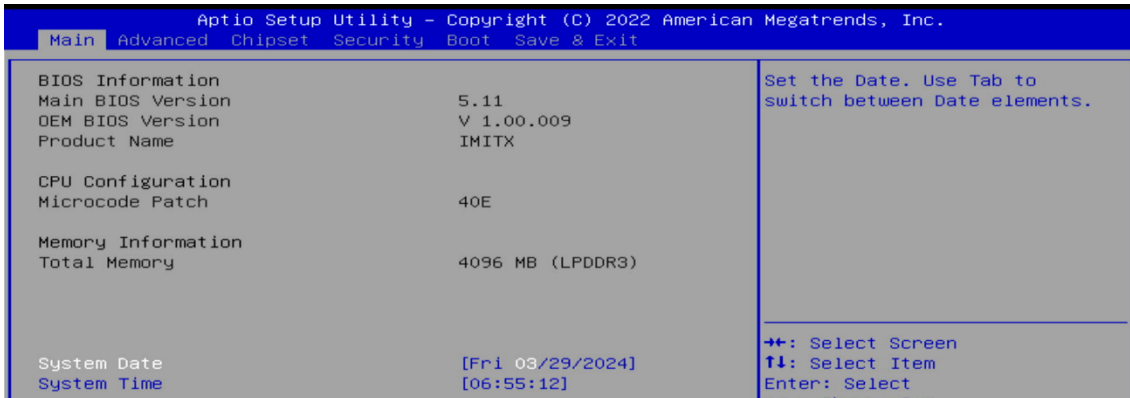 Aptio Setup Utility – Copyright (C) 2022 American Megatrends, Inc.
Main Advanced Chipset Security Boot Save & Exit
BIOS Information
Main BIOS Version 5.11
OEM BIOS Version V 1.00.009
Product Name IMITX
CPU Configuration
Microcode Patch 40E
Memory Information
Total Memory 4096 MB (LPDDR3)
System Date [Fri 03/29/2024]
System Time [06:55:12]
Set the Date. Use Tab to
switch between Date elements.
→←: Select Screen
↑↓: Select Item
Enter: Select